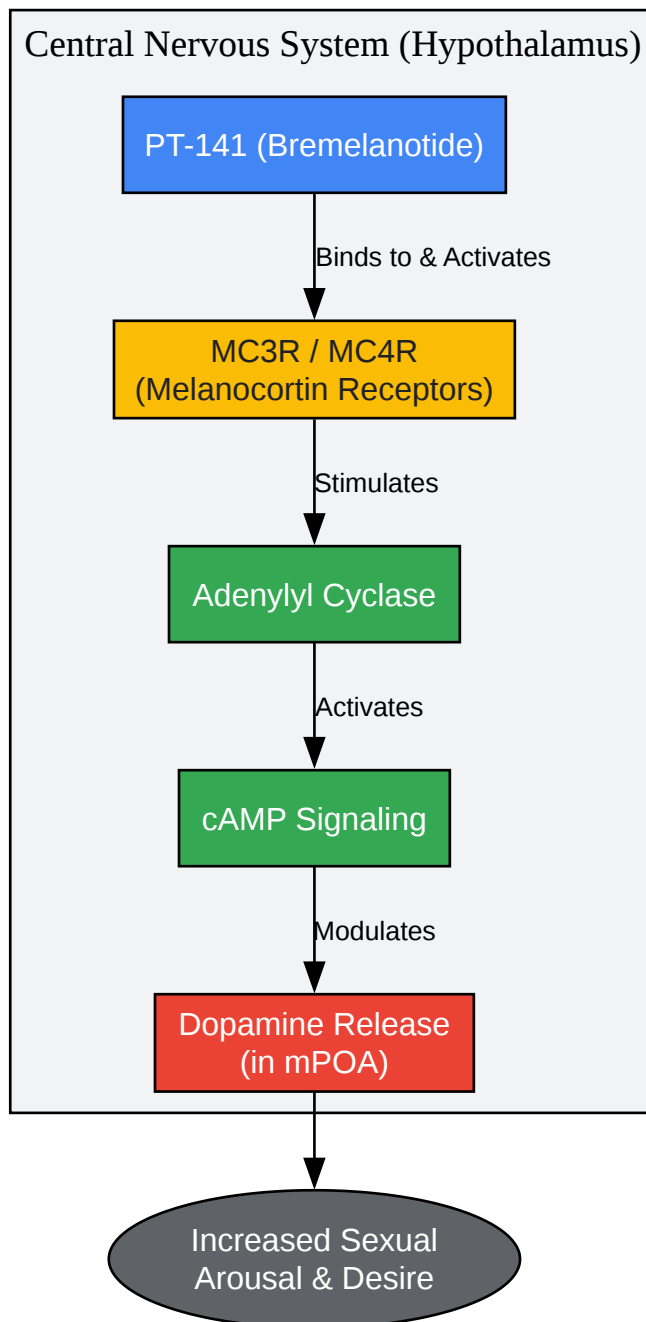 Central Nervous System (Hypothalamus)
PT-141 (Bremelanotide)
Binds to & Activates
MC3R / MC4R
(Melanocortin Receptors)
Stimulates
Adenylyl Cyclase
Activates
cAMP Signaling
Modulates
Dopamine Release
(in mPOA)
Increased Sexual
Arousal & Desire